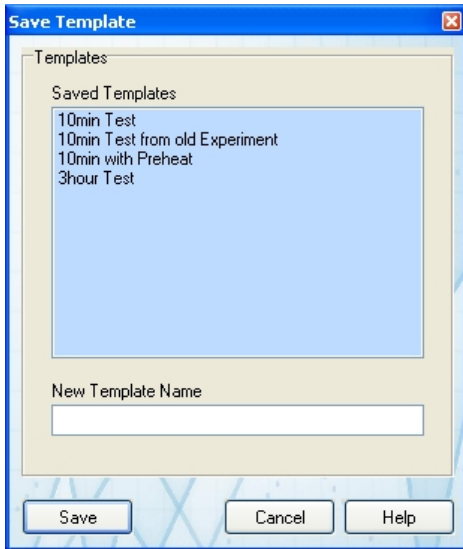 Save Template
Templates
Saved Templates
10min Test
10min Test from old Experiment
10min with Preheat
3hour Test
New Template Name
Save
Cancel
Help